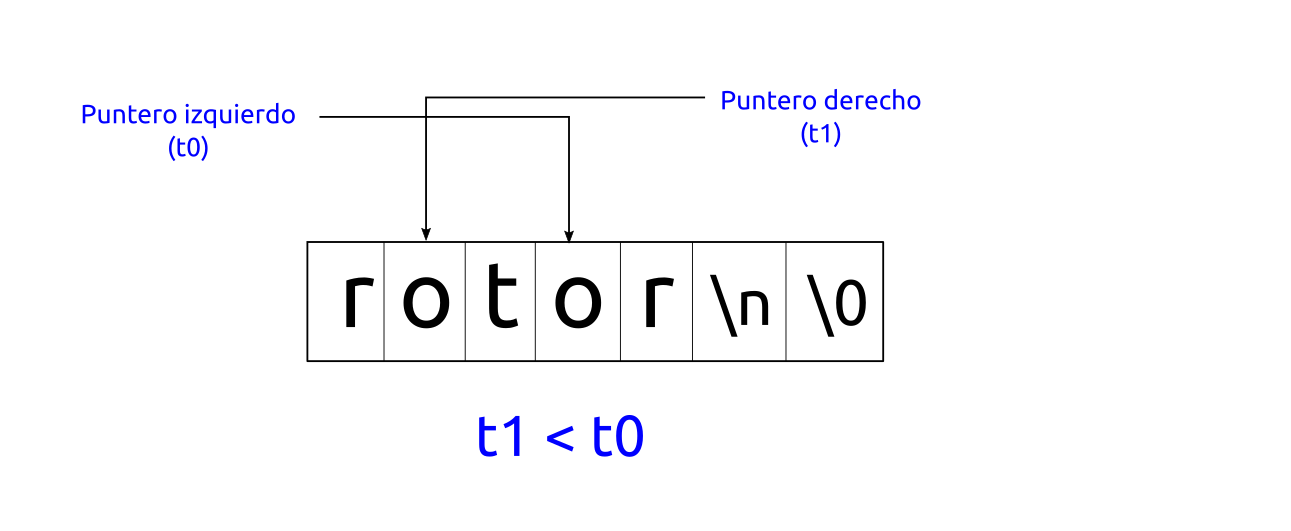 Puntero izquierdo
(t0)
Puntero derecho
(t1)
r o t o r \n \0
t1 < t0